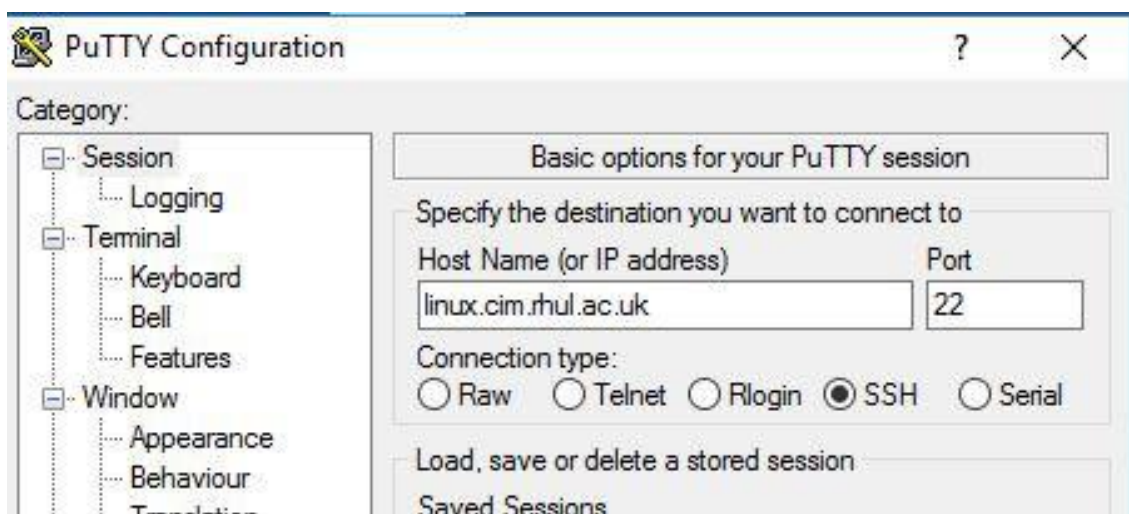 PuTTY Configuration ? ×
Category:
Session
Logging
Terminal
Keyboard
Bell
Features
Window
Appearance
Behaviour
Translation
Basic options for your PuTTY session
Specify the destination you want to connect to
Host Name (or IP address) Port
linux.cim.rhul.ac.uk 22
Connection type:
Raw Telnet Rlogin SSH Serial
Load, save or delete a stored session
Saved Sessions